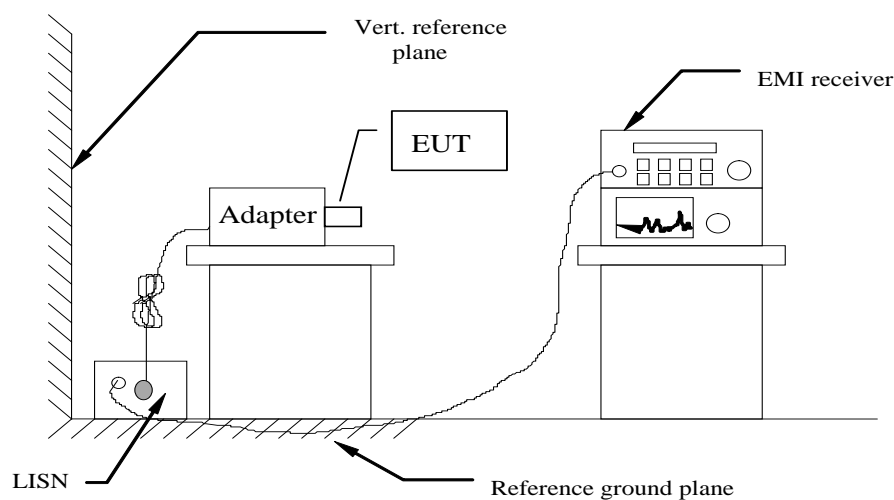 Vert. reference
plane
EMI receiver
EUT
Adapter
LISN
Reference ground plane